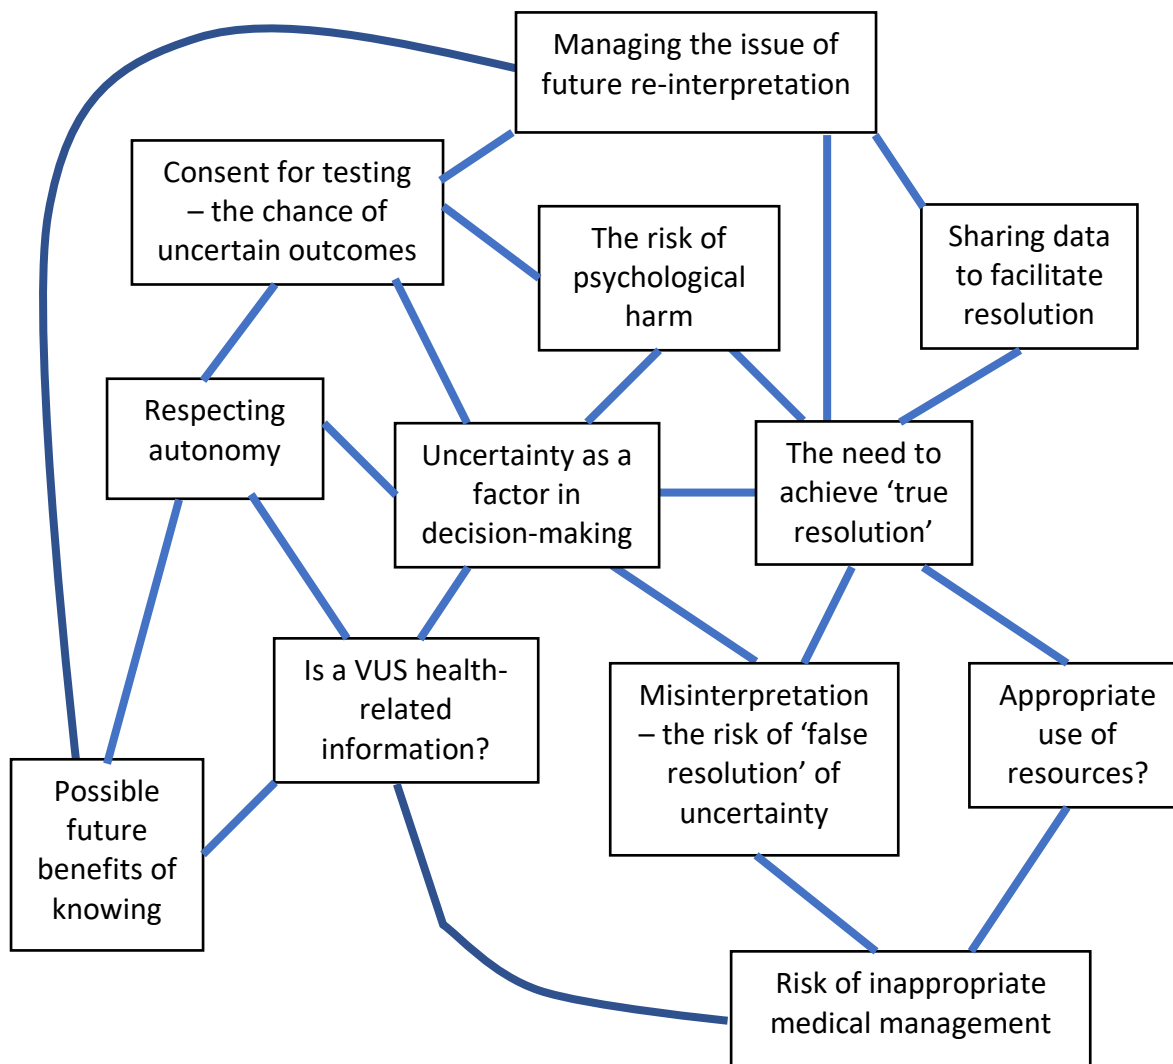 Managing the issue of
future re-interpretation
Consent for testing
– the chance of
uncertain outcomes
The risk of
psychological
harm
Sharing data
to facilitate
resolution
Respecting
autonomy
Uncertainty as a
factor in
decision-making
The need to
achieve ‘true
resolution’
Is a VUS health-
related
information?
Misinterpretation
– the risk of ‘false
resolution’ of
uncertainty
Appropriate
use of
resources?
Possible
future
benefits of
knowing
Risk of inappropriate
medical management